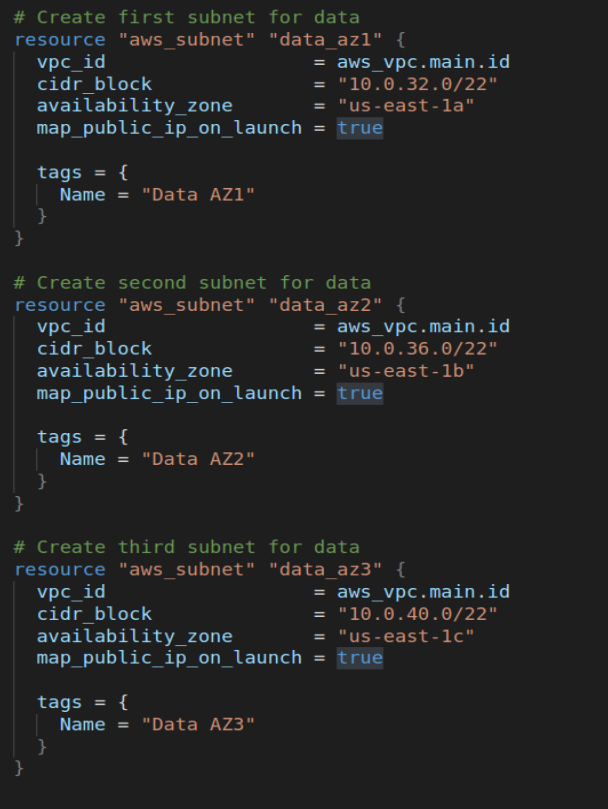 # Create first subnet for data
resource "aws_subnet" "data_az1" {
  vpc_id                  = aws_vpc.main.id
  cidr_block              = "10.0.32.0/22"
  availability_zone       = "us-east-1a"
  map_public_ip_on_launch = true

  tags = {
    Name = "Data AZ1"
  }
}

# Create second subnet for data
resource "aws_subnet" "data_az2" {
  vpc_id                  = aws_vpc.main.id
  cidr_block              = "10.0.36.0/22"
  availability_zone       = "us-east-1b"
  map_public_ip_on_launch = true

  tags = {
    Name = "Data AZ2"
  }
}

# Create third subnet for data
resource "aws_subnet" "data_az3" {
  vpc_id                  = aws_vpc.main.id
  cidr_block              = "10.0.40.0/22"
  availability_zone       = "us-east-1c"
  map_public_ip_on_launch = true

  tags = {
    Name = "Data AZ3"
  }
}